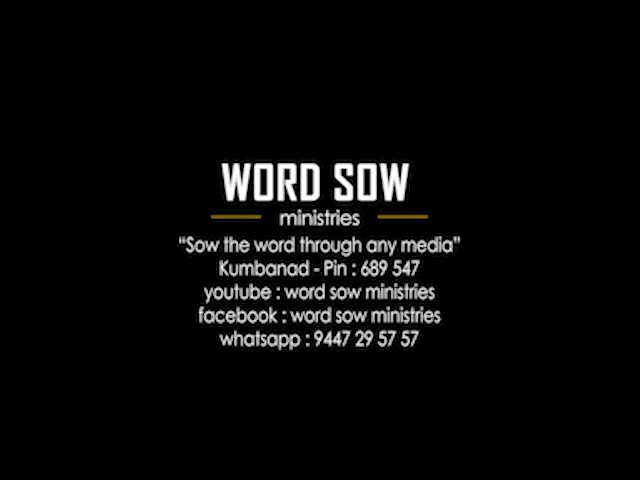 WORD SOW
ministries
“Sow the word through any media”
Kumbanad - Pin : 689 547
youtube : word sow ministries
facebook : word sow ministries
whatsapp : 9447 29 57 57